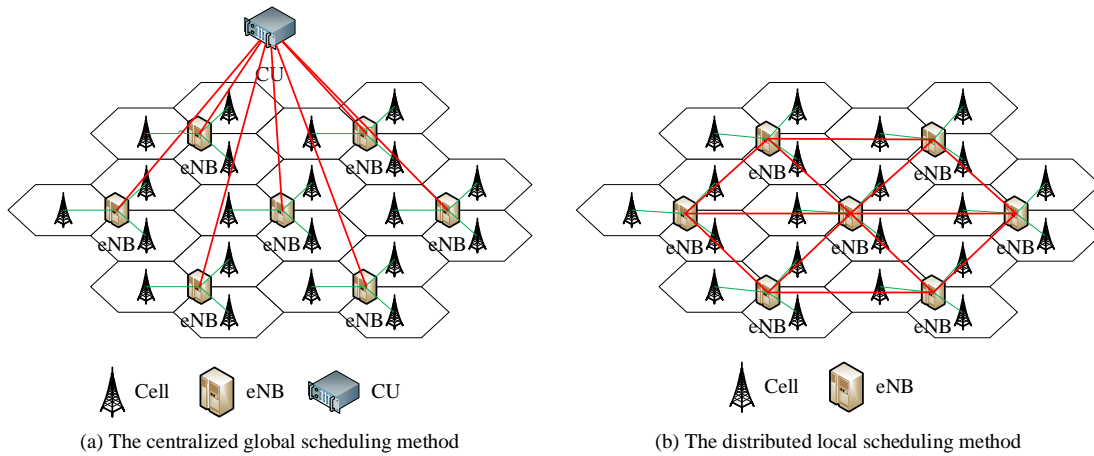 CU
eNB eNB
eNB eNB eNB
eNB eNB
Cell eNB CU
(a) The centralized global scheduling method
eNB eNB
eNB eNB eNB
eNB eNB
Cell eNB
(b) The distributed local scheduling method